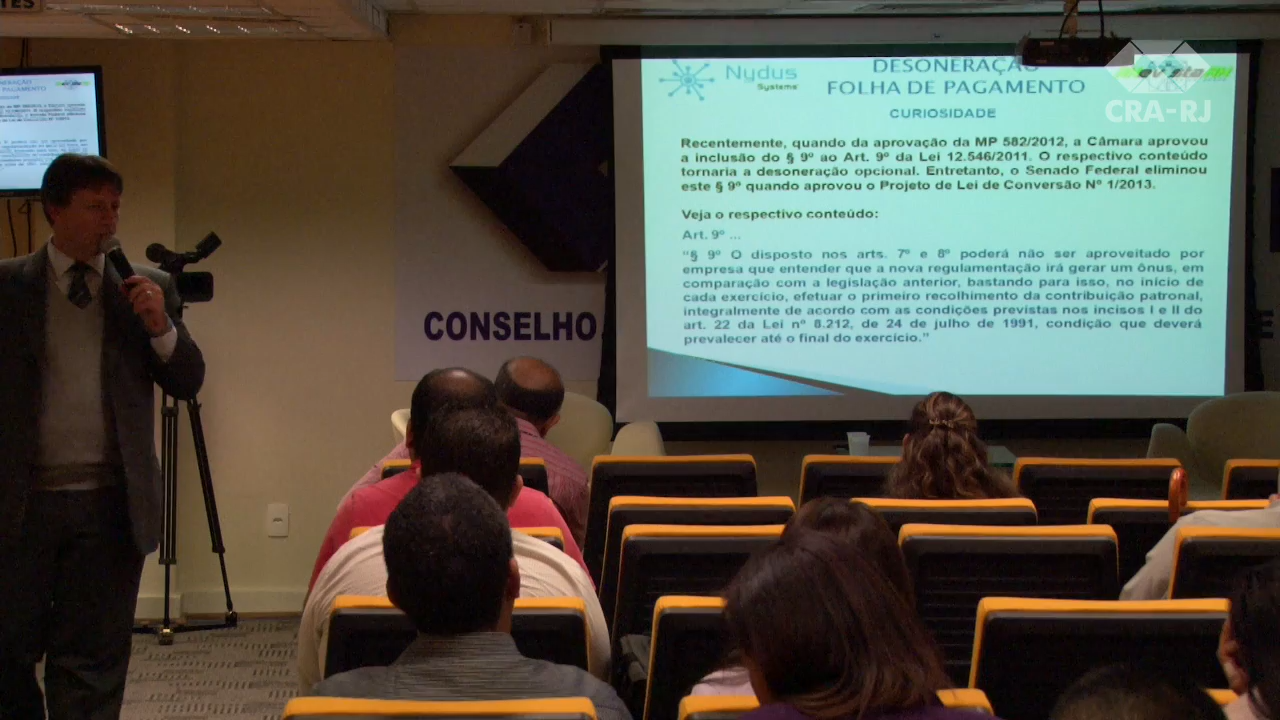 TES
Nydus
Systems
DESONERAÇÃO
FOLHA DE PAGAMENTO
CRA-RJ
CURIOSIDADE
Recentemente, quando da aprovação da MP 582/2012, a Câmara aprovou
a inclusão do § 9º ao Art. 9º da Lei 12.546/2011. O respectivo conteúdo
tornaria a desoneração opcional. Entretanto, o Senado Federal eliminou
este § 9º quando aprovou o Projeto de Lei de Conversão Nº 1/2013.
Veja o respectivo conteúdo:
Art. 9º ...
“§ 9º O disposto nos arts. 7º e 8º poderá não ser aproveitado por
empresa que entender que a nova regulamentação irá gerar um ônus, em
comparação com a legislação anterior, bastando para isso, no início de
cada exercício, efetuar o primeiro recolhimento da contribuição patronal,
integralmente de acordo com as condições previstas nos incisos I e II do
art. 22 da Lei nº 8.212, de 24 de julho de 1991, condição que deverá
prevalecer até o final do exercício.”
CONSELHO